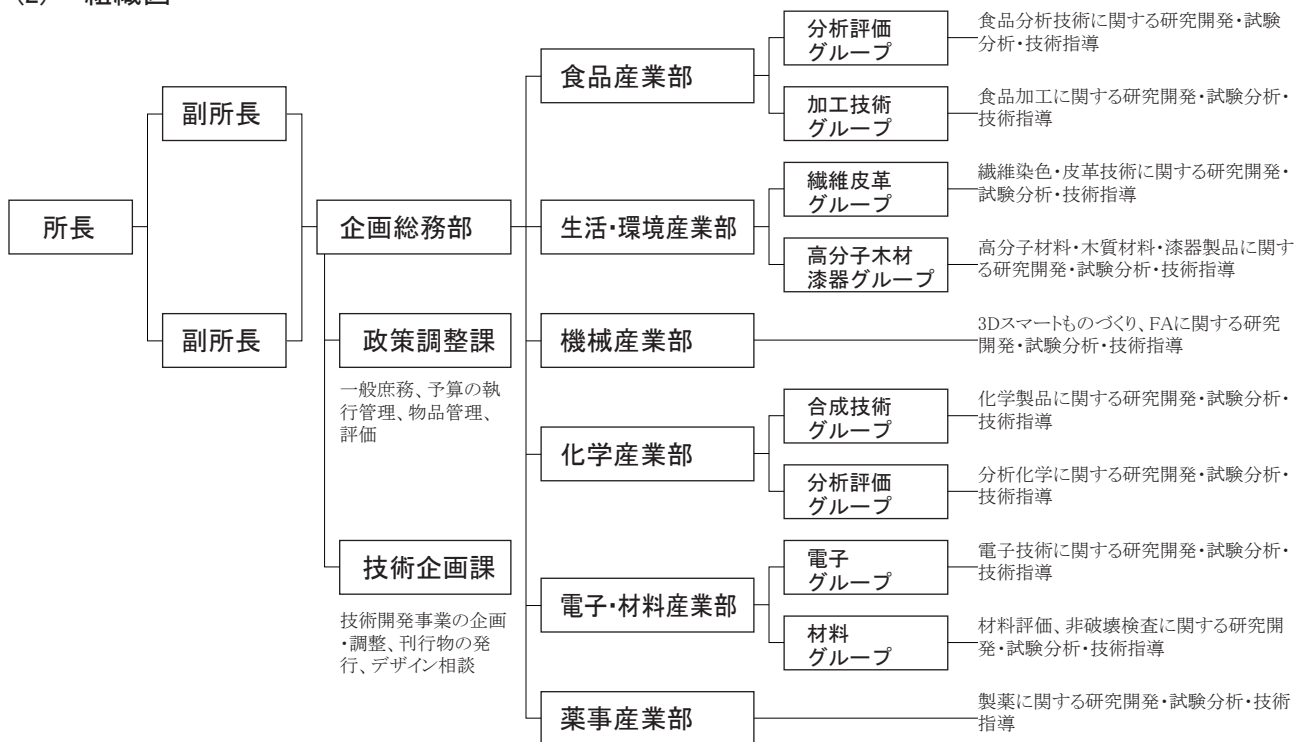 所長
副所長
副所長
企画総務部
政策調整課
一般庶務、予算の執
行管理、物品管理、
評価
技術企画課
技術開発事業の企画
・調整、刊行物の発
行、デザイン相談
食品産業部
分析評価
グループ
食品分析技術に関する研究開発・試験
分析・技術指導
加工技術
グループ
食品加工に関する研究開発・試験分析・
技術指導
生活・環境産業部
繊維皮革
グループ
繊維染色・皮革技術に関する研究開発・
試験分析・技術指導
高分子木材
漆器グループ
高分子材料・木質材料・漆器製品に関す
る研究開発・試験分析・技術指導
機械産業部
3Dスマートものづくり、FAに関する研究
開発・試験分析・技術指導
化学産業部
合成技術
グループ
化学製品に関する研究開発・試験分析・
技術指導
分析評価
グループ
分析化学に関する研究開発・試験分析・
技術指導
電子・材料産業部
電子
グループ
電子技術に関する研究開発・試験分析・
技術指導
材料
グループ
材料評価、非破壊検査に関する研究開
発・試験分析・技術指導
薬事産業部
製薬に関する研究開発・試験分析・技術
指導